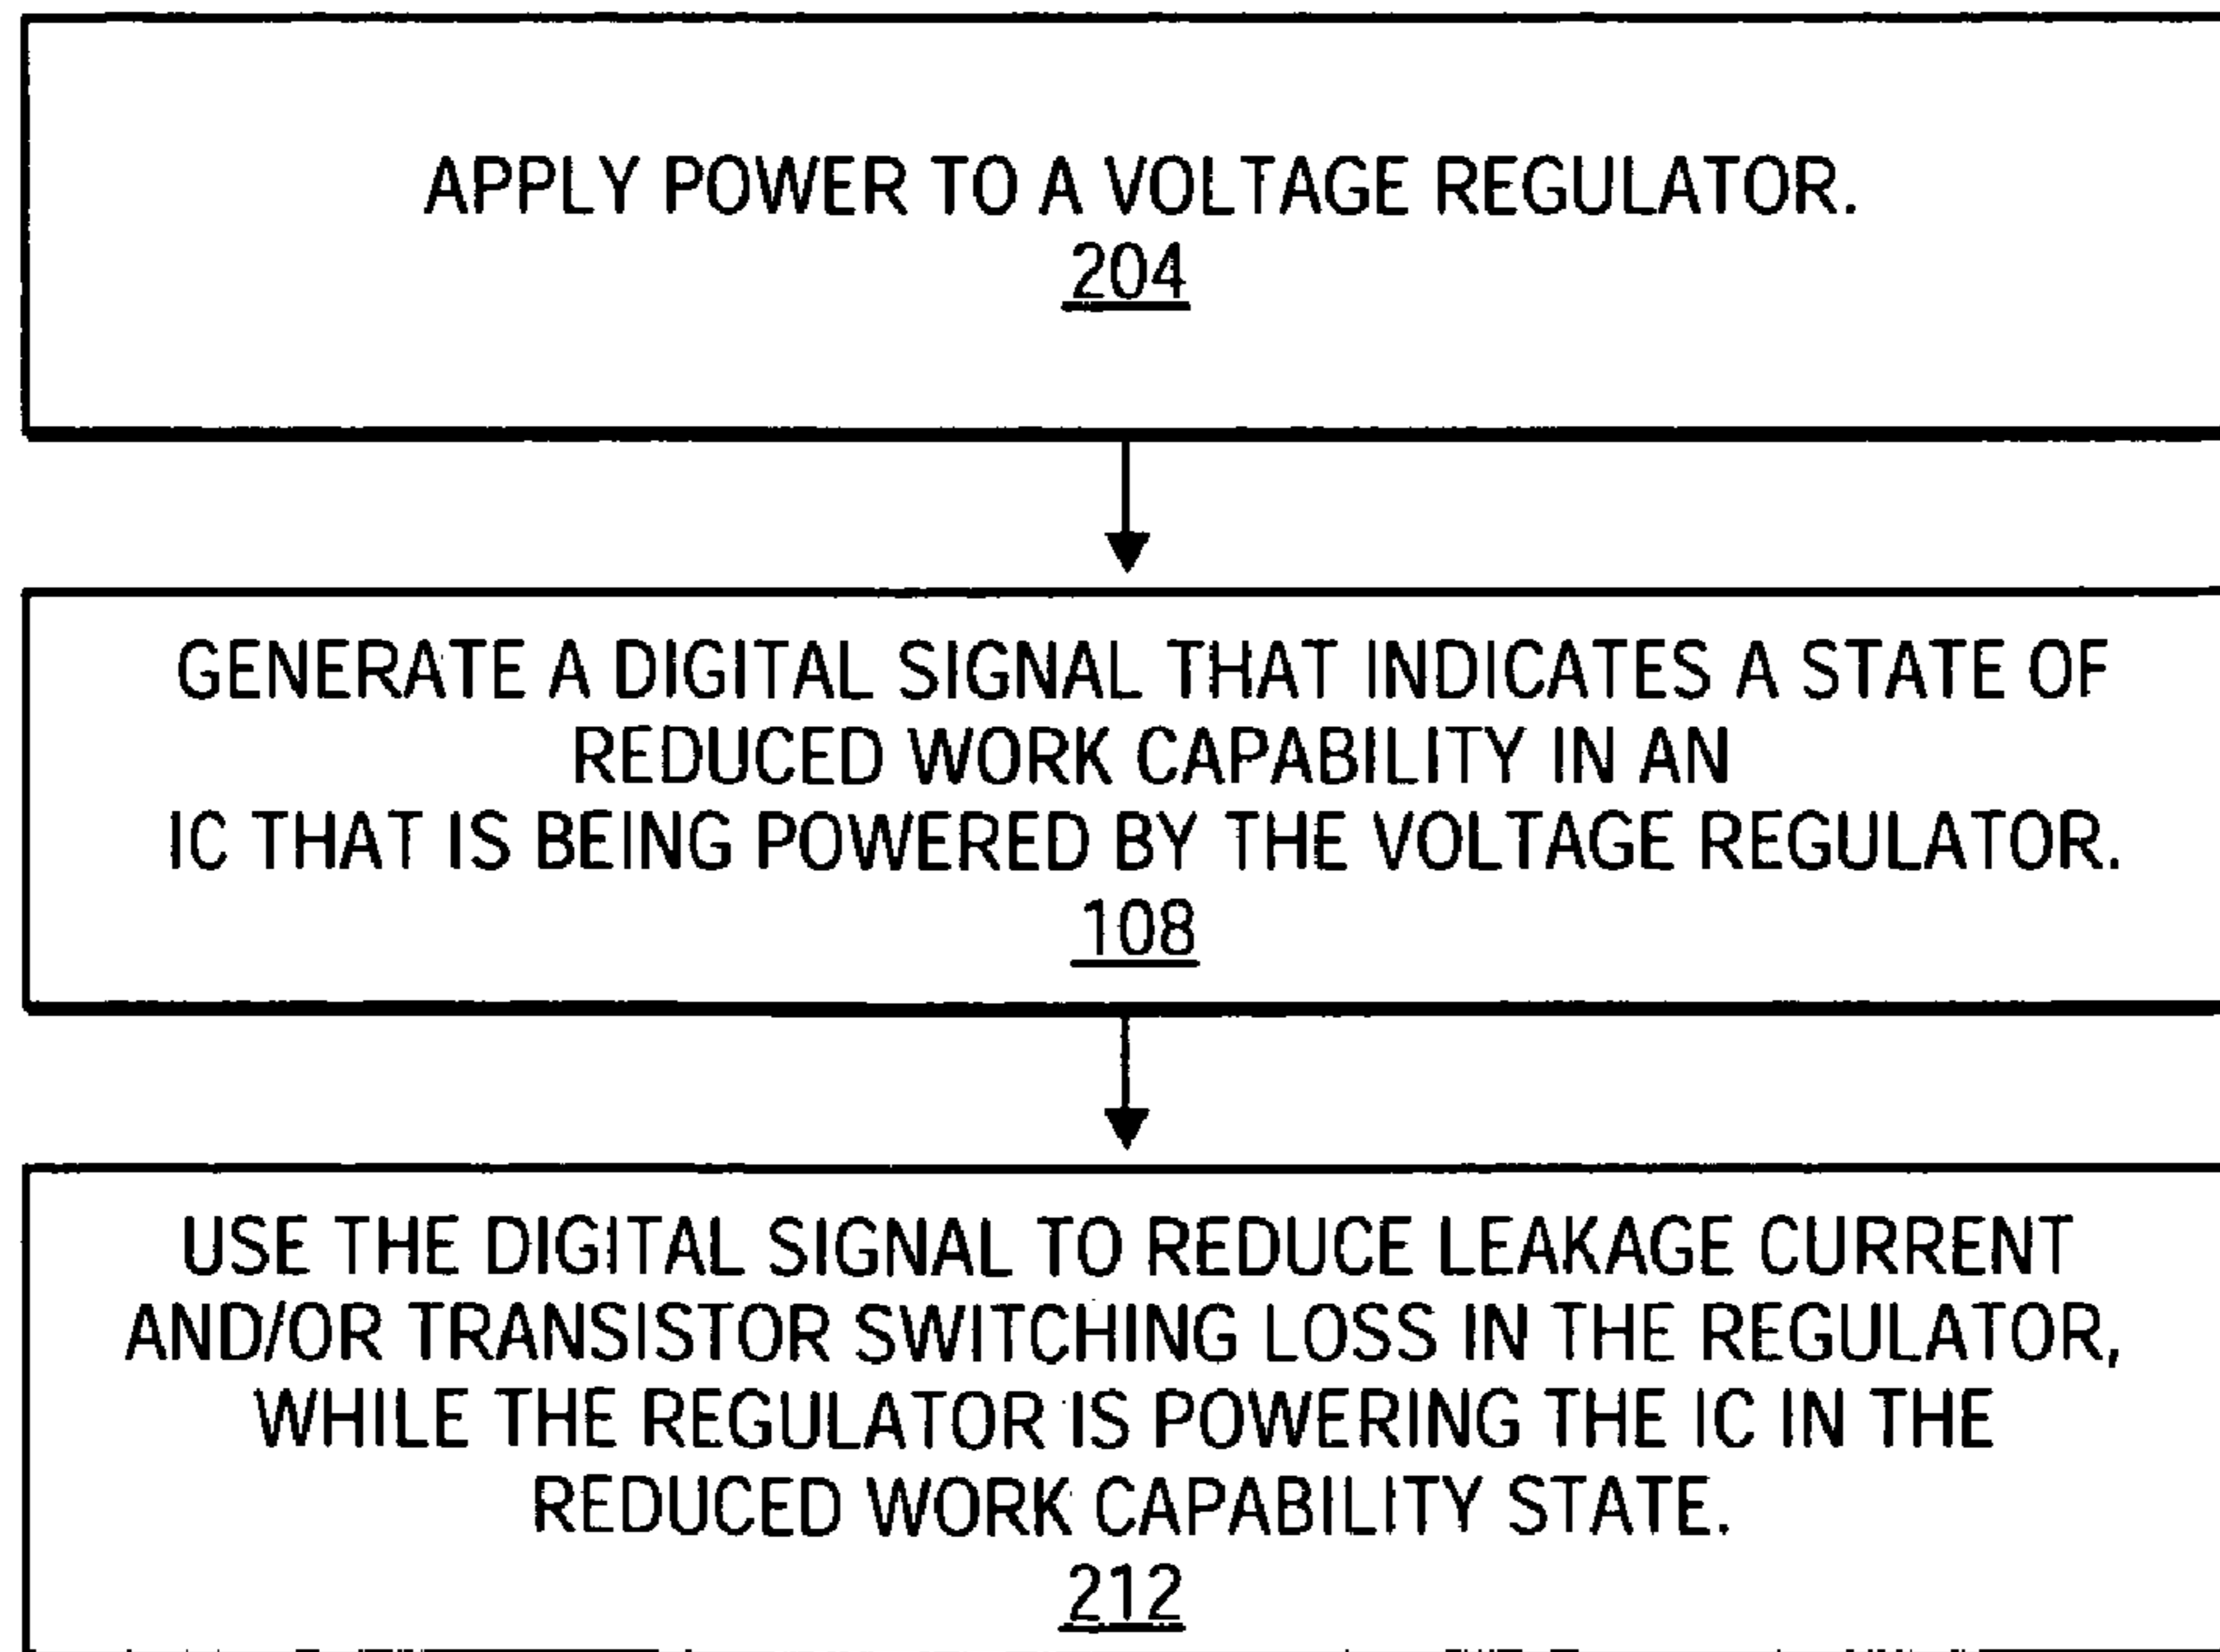 APPLY POWER TO A VOLTAGE REGULATOR.
204
GENERATE A DIGITAL SIGNAL THAT INDICATES A STATE OF
REDUCED WORK CAPABILITY IN AN
IC THAT IS BEING POWERED BY THE VOLTAGE REGULATOR.
108
USE THE DIGITAL SIGNAL TO REDUCE LEAKAGE CURRENT
AND/OR TRANSISTOR SWITCHING LOSS IN THE REGULATOR,
WHILE THE REGULATOR IS POWERING THE IC IN THE
REDUCED WORK CAPABILITY STATE.
212